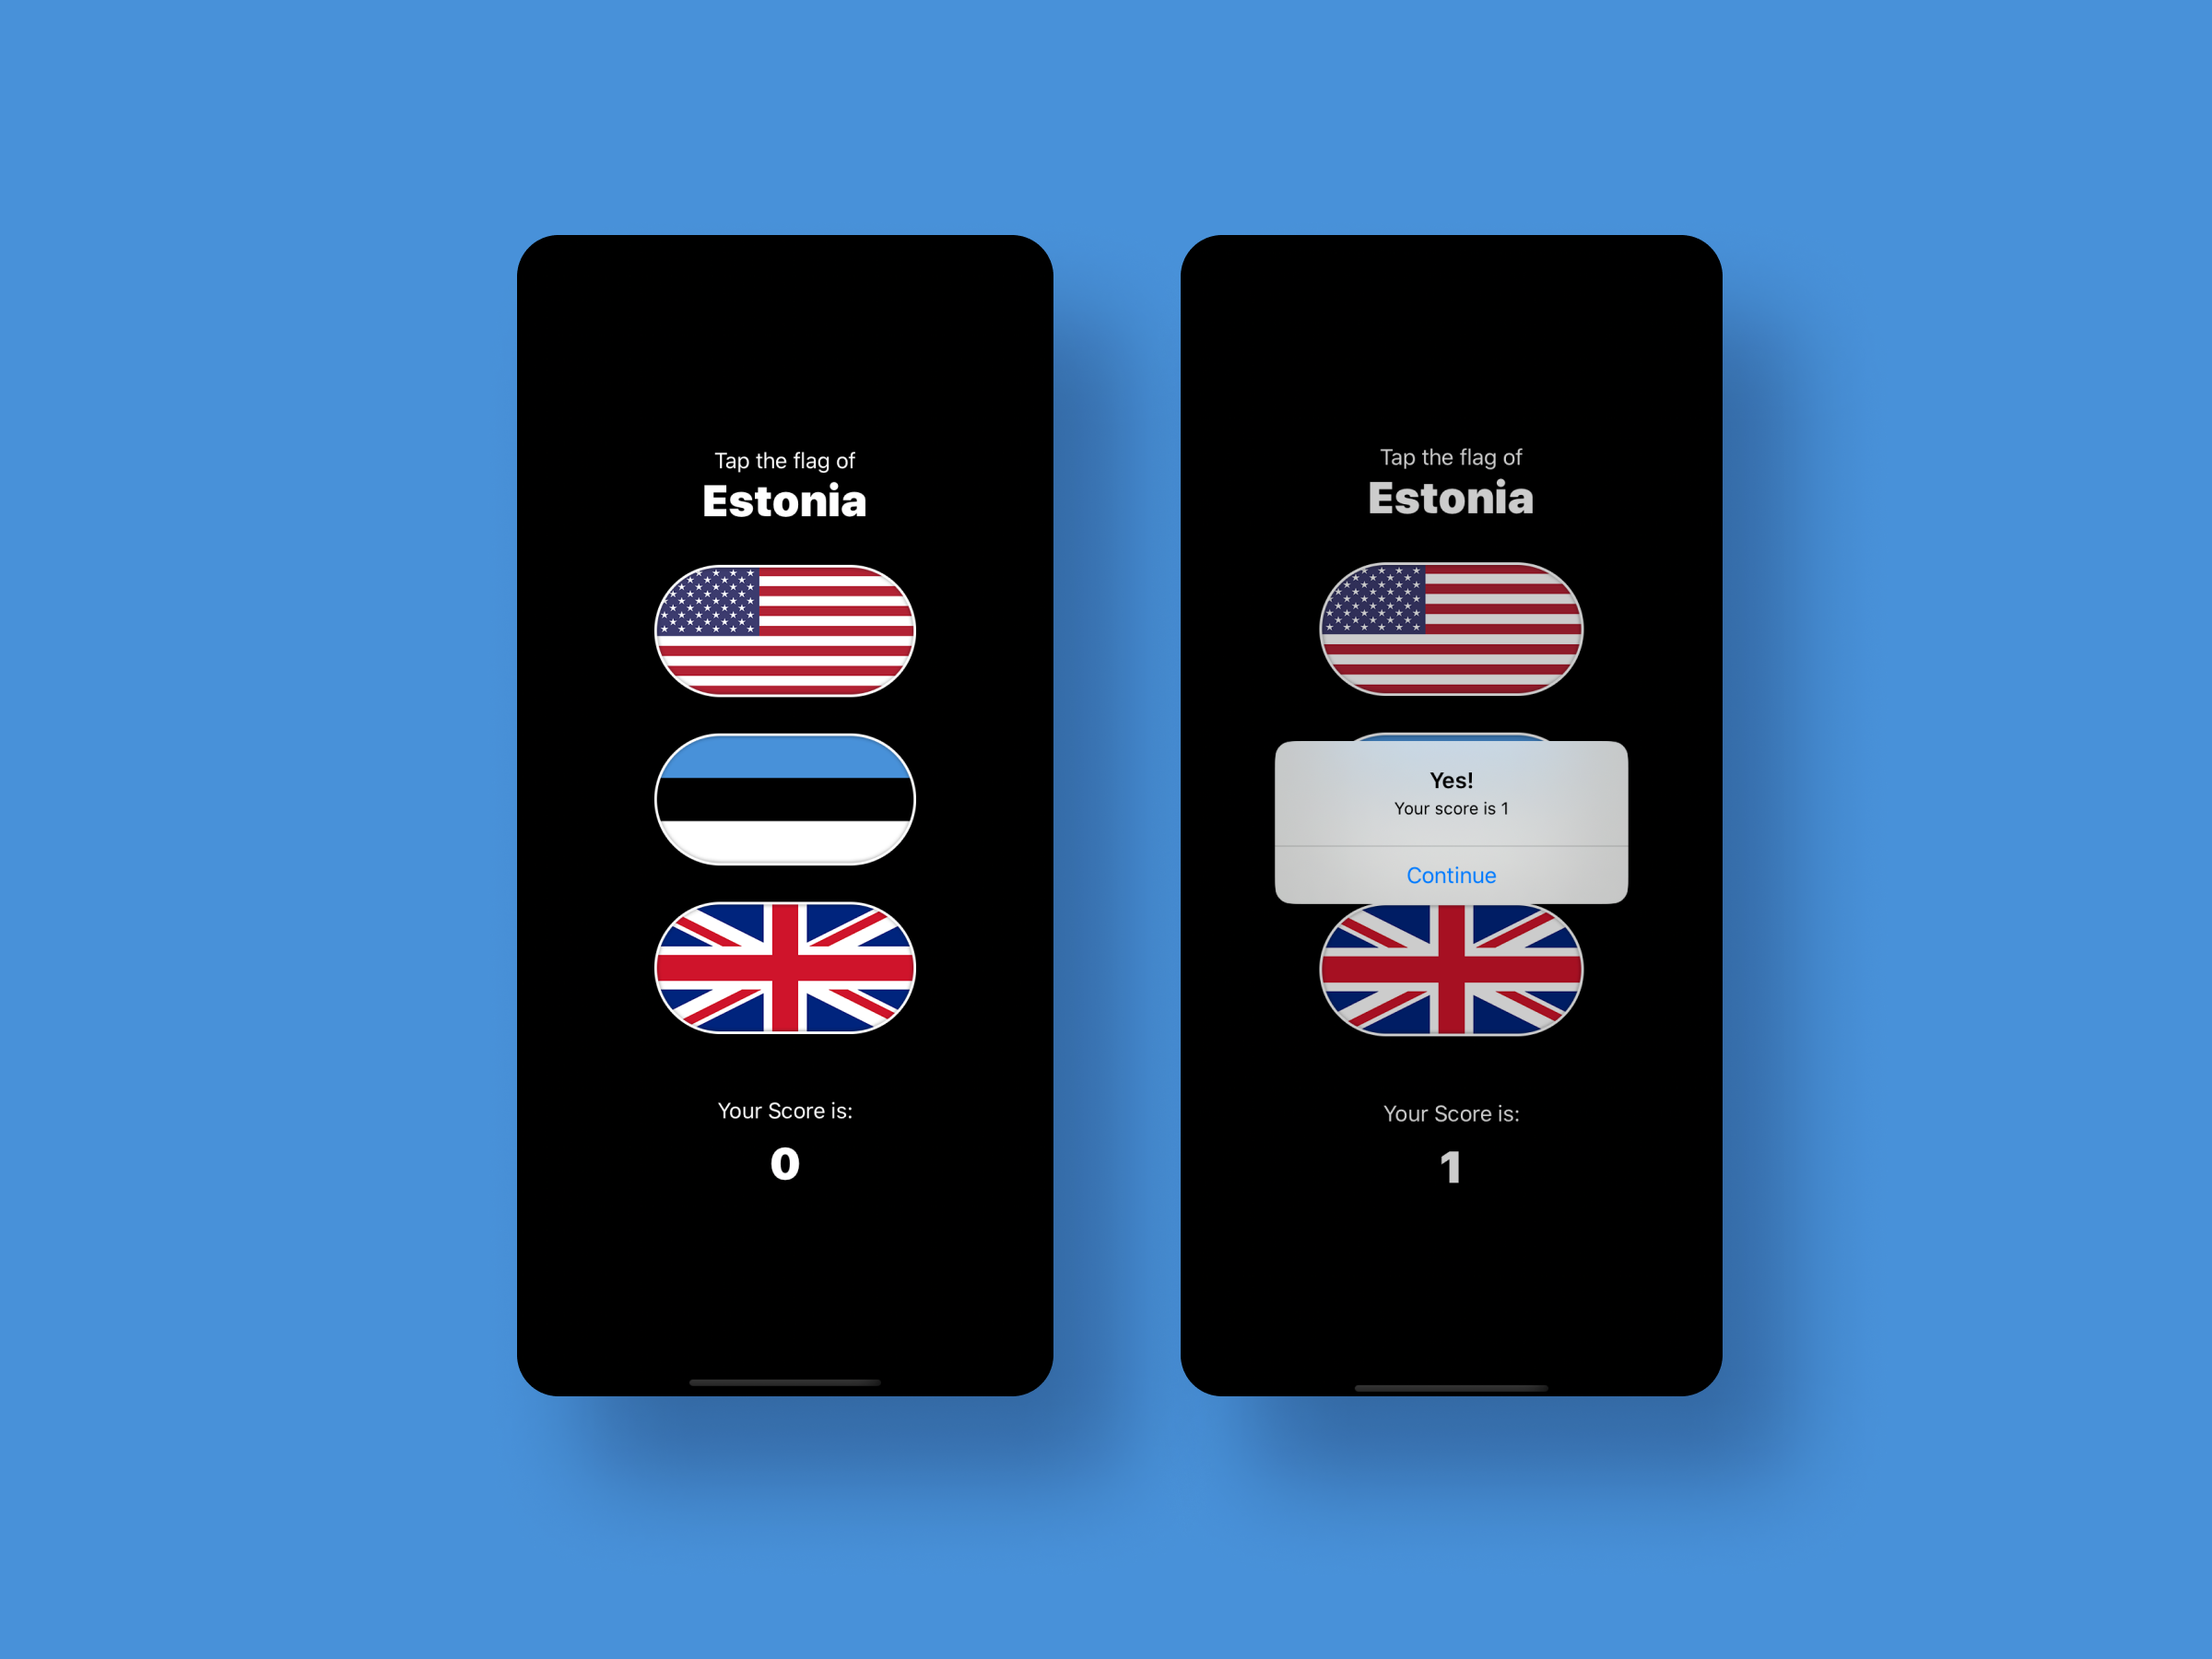 Tap the flag of
Estonia
Your Score is:
0
Tap the flag of
Estonia
Yes!
Your score is 1
Continue
Your Score is:
1